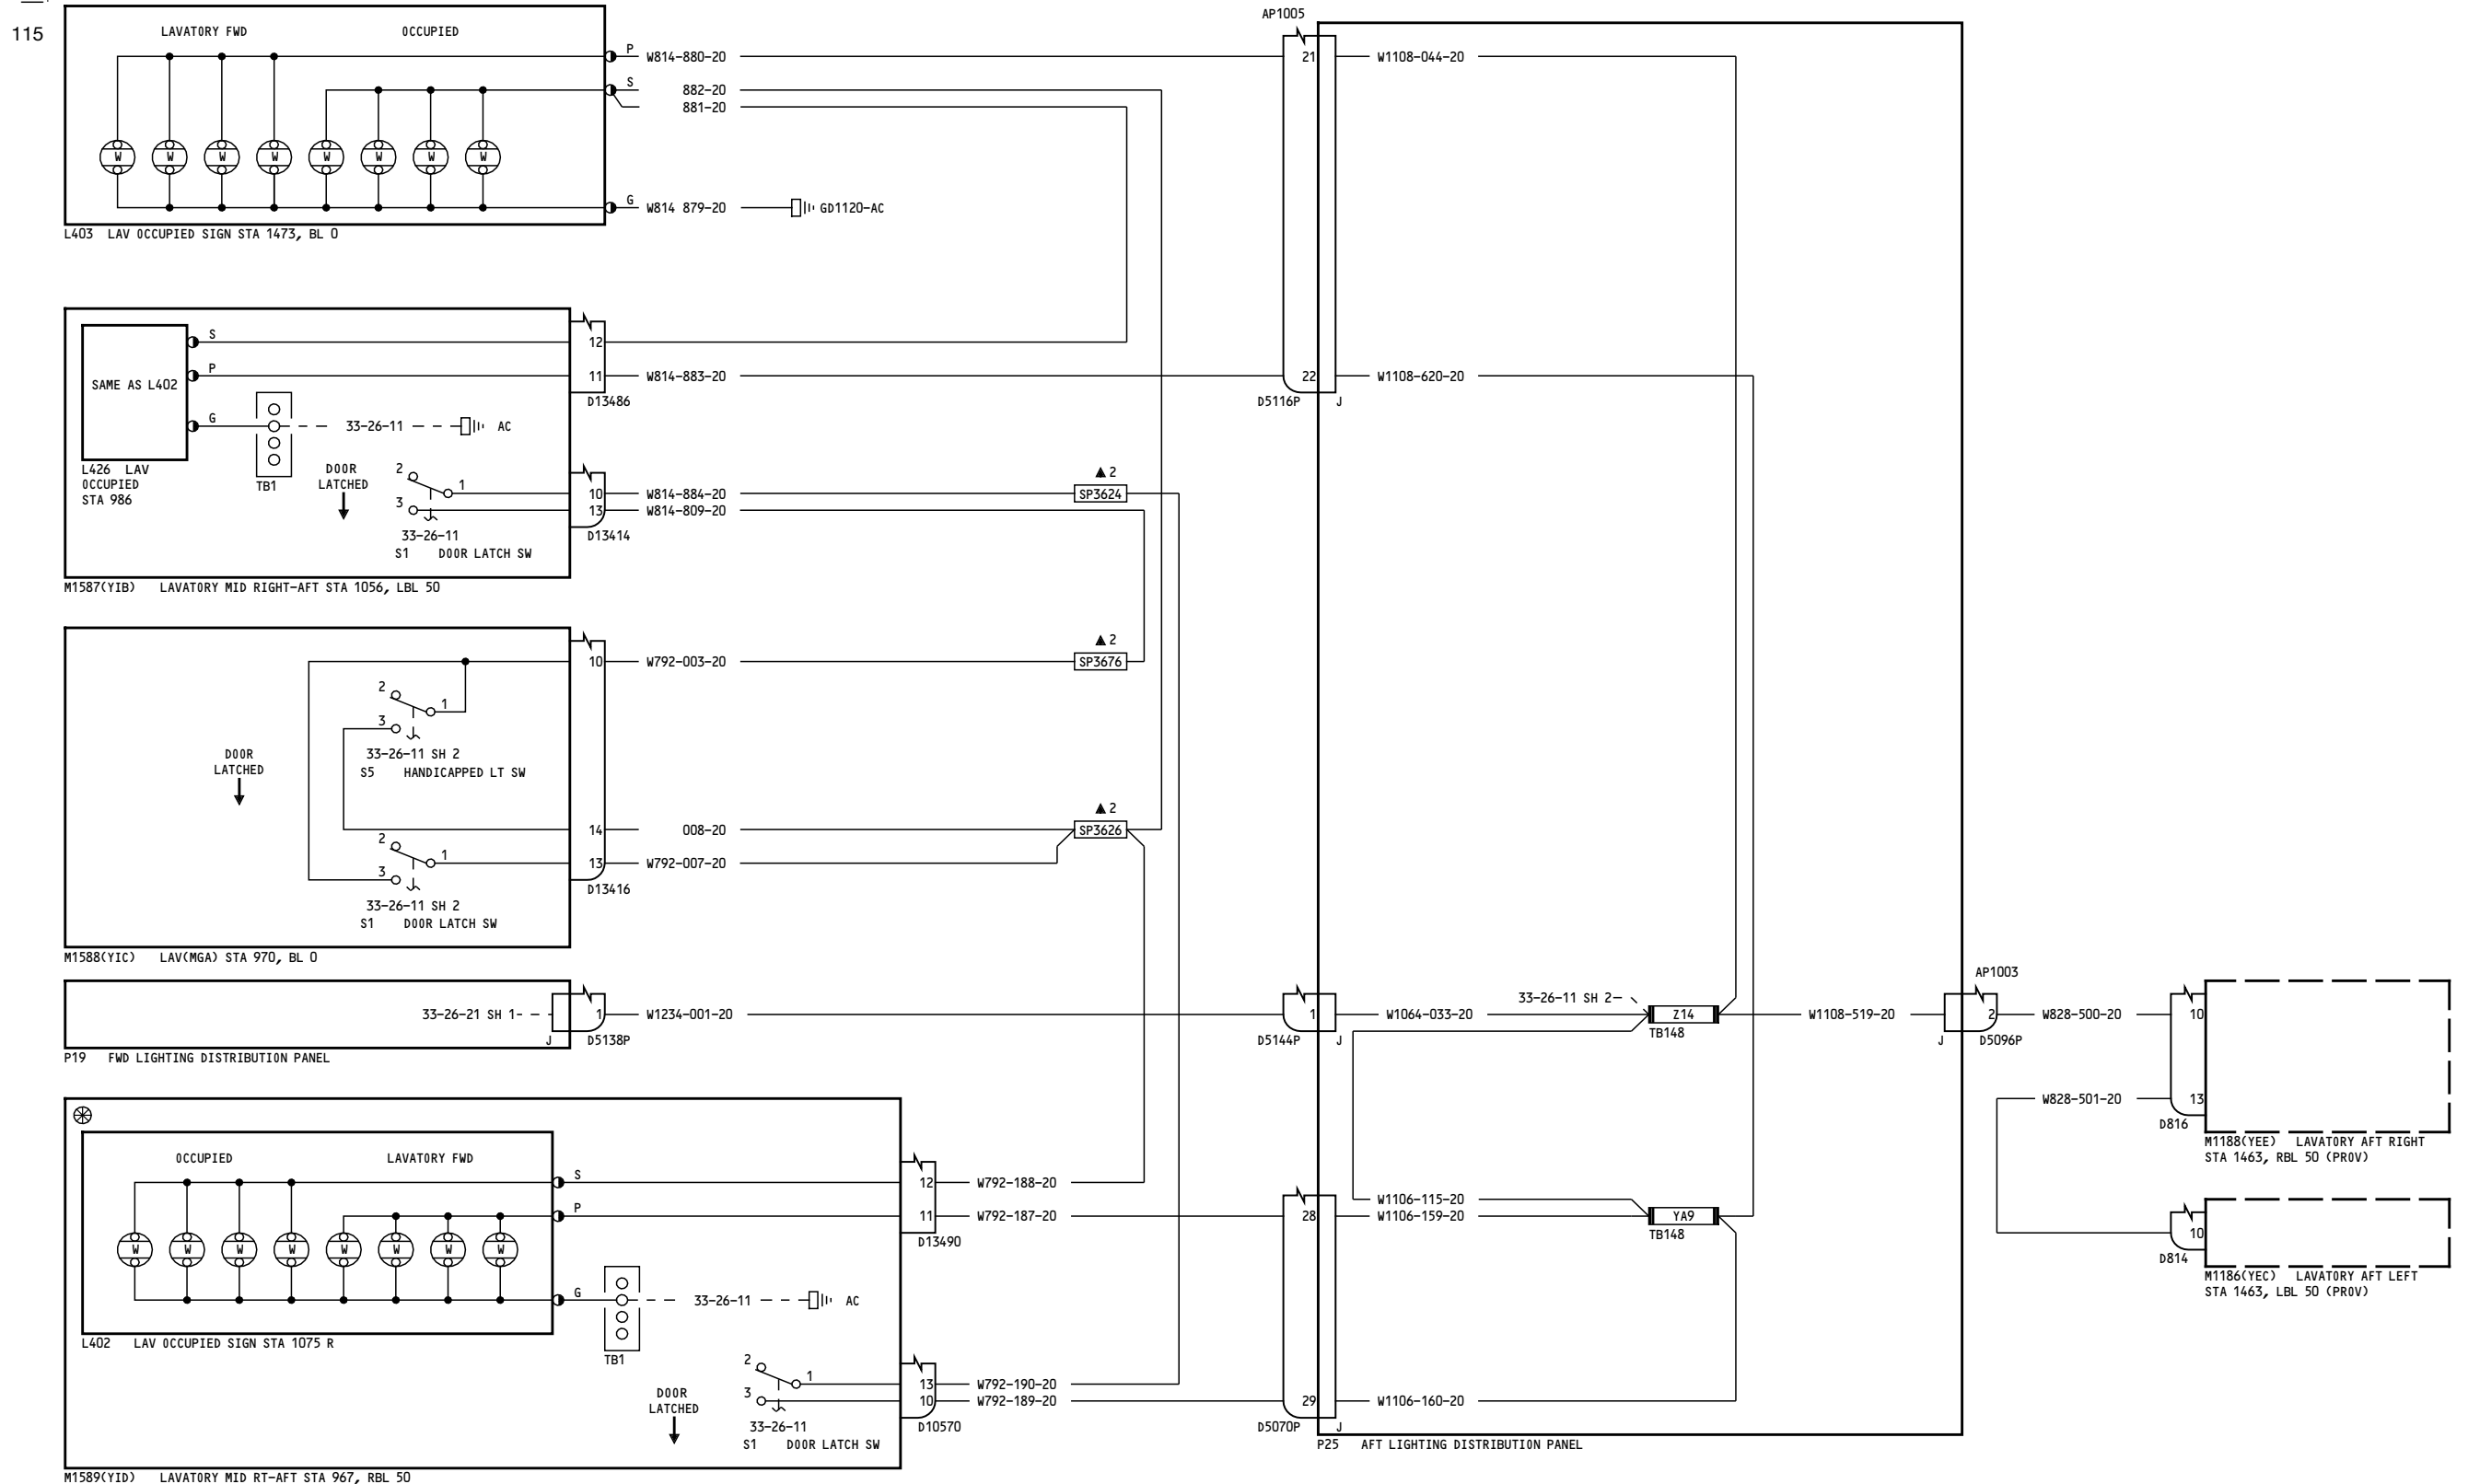 115
LAVATORY FWD OCCUPIED
W W W W W W W W
P W814-880-20
S 882-20
881-20
G W814 879-20 GD1120-AC
L403 LAV OCCUPIED SIGN STA 1473, BL 0
AP1005
21 W1108-044-20
22 W1108-620-20
D5116P J
SAME AS L402
S 12
P 11 W814-883-20
D13486
G 33-26-11 AC
TB1
L426 LAV
OCCUPIED
STA 986
DOOR
LATCHED
2
1
3
10 W814-884-20
13 W814-809-20
D13414
33-26-11
S1 DOOR LATCH SW
▲2
SP3624
M1587(YIB) LAVATORY MID RIGHT-AFT STA 1056, LBL 50
10 W792-003-20
▲2
SP3676
2
1
3
33-26-11 SH 2
S5 HANDICAPPED LT SW
DOOR
LATCHED
14 008-20
▲2
SP3626
2
1
3
13 W792-007-20
D13416
33-26-11 SH 2
S1 DOOR LATCH SW
M1588(YIC) LAV(MGA) STA 970, BL 0
33-26-21 SH 1
J
1 W1234-001-20
D5138P
P19 FWD LIGHTING DISTRIBUTION PANEL
1 W1064-033-20
D5144P J
33-26-11 SH 2
Z14
TB148
W1108-519-20
AP1003
2 W828-500-20
J D5096P
10
W828-501-20
13
D816
M1188(YEE) LAVATORY AFT RIGHT
STA 1463, RBL 50 (PROV)
10
D814
M1186(YEC) LAVATORY AFT LEFT
STA 1463, LBL 50 (PROV)
OCCUPIED LAVATORY FWD
W W W W W W W W
S 12 W792-188-20
P 11 W792-187-20
D13490
G 33-26-11 AC
TB1
L402 LAV OCCUPIED SIGN STA 1075 R
DOOR
LATCHED
2
1
3
13 W792-190-20
10 W792-189-20
D10570
33-26-11
S1 DOOR LATCH SW
M1589(YID) LAVATORY MID RT-AFT STA 967, RBL 50
W1106-115-20
28 W1106-159-20
YA9
TB148
29 W1106-160-20
D5070P J
P25 AFT LIGHTING DISTRIBUTION PANEL